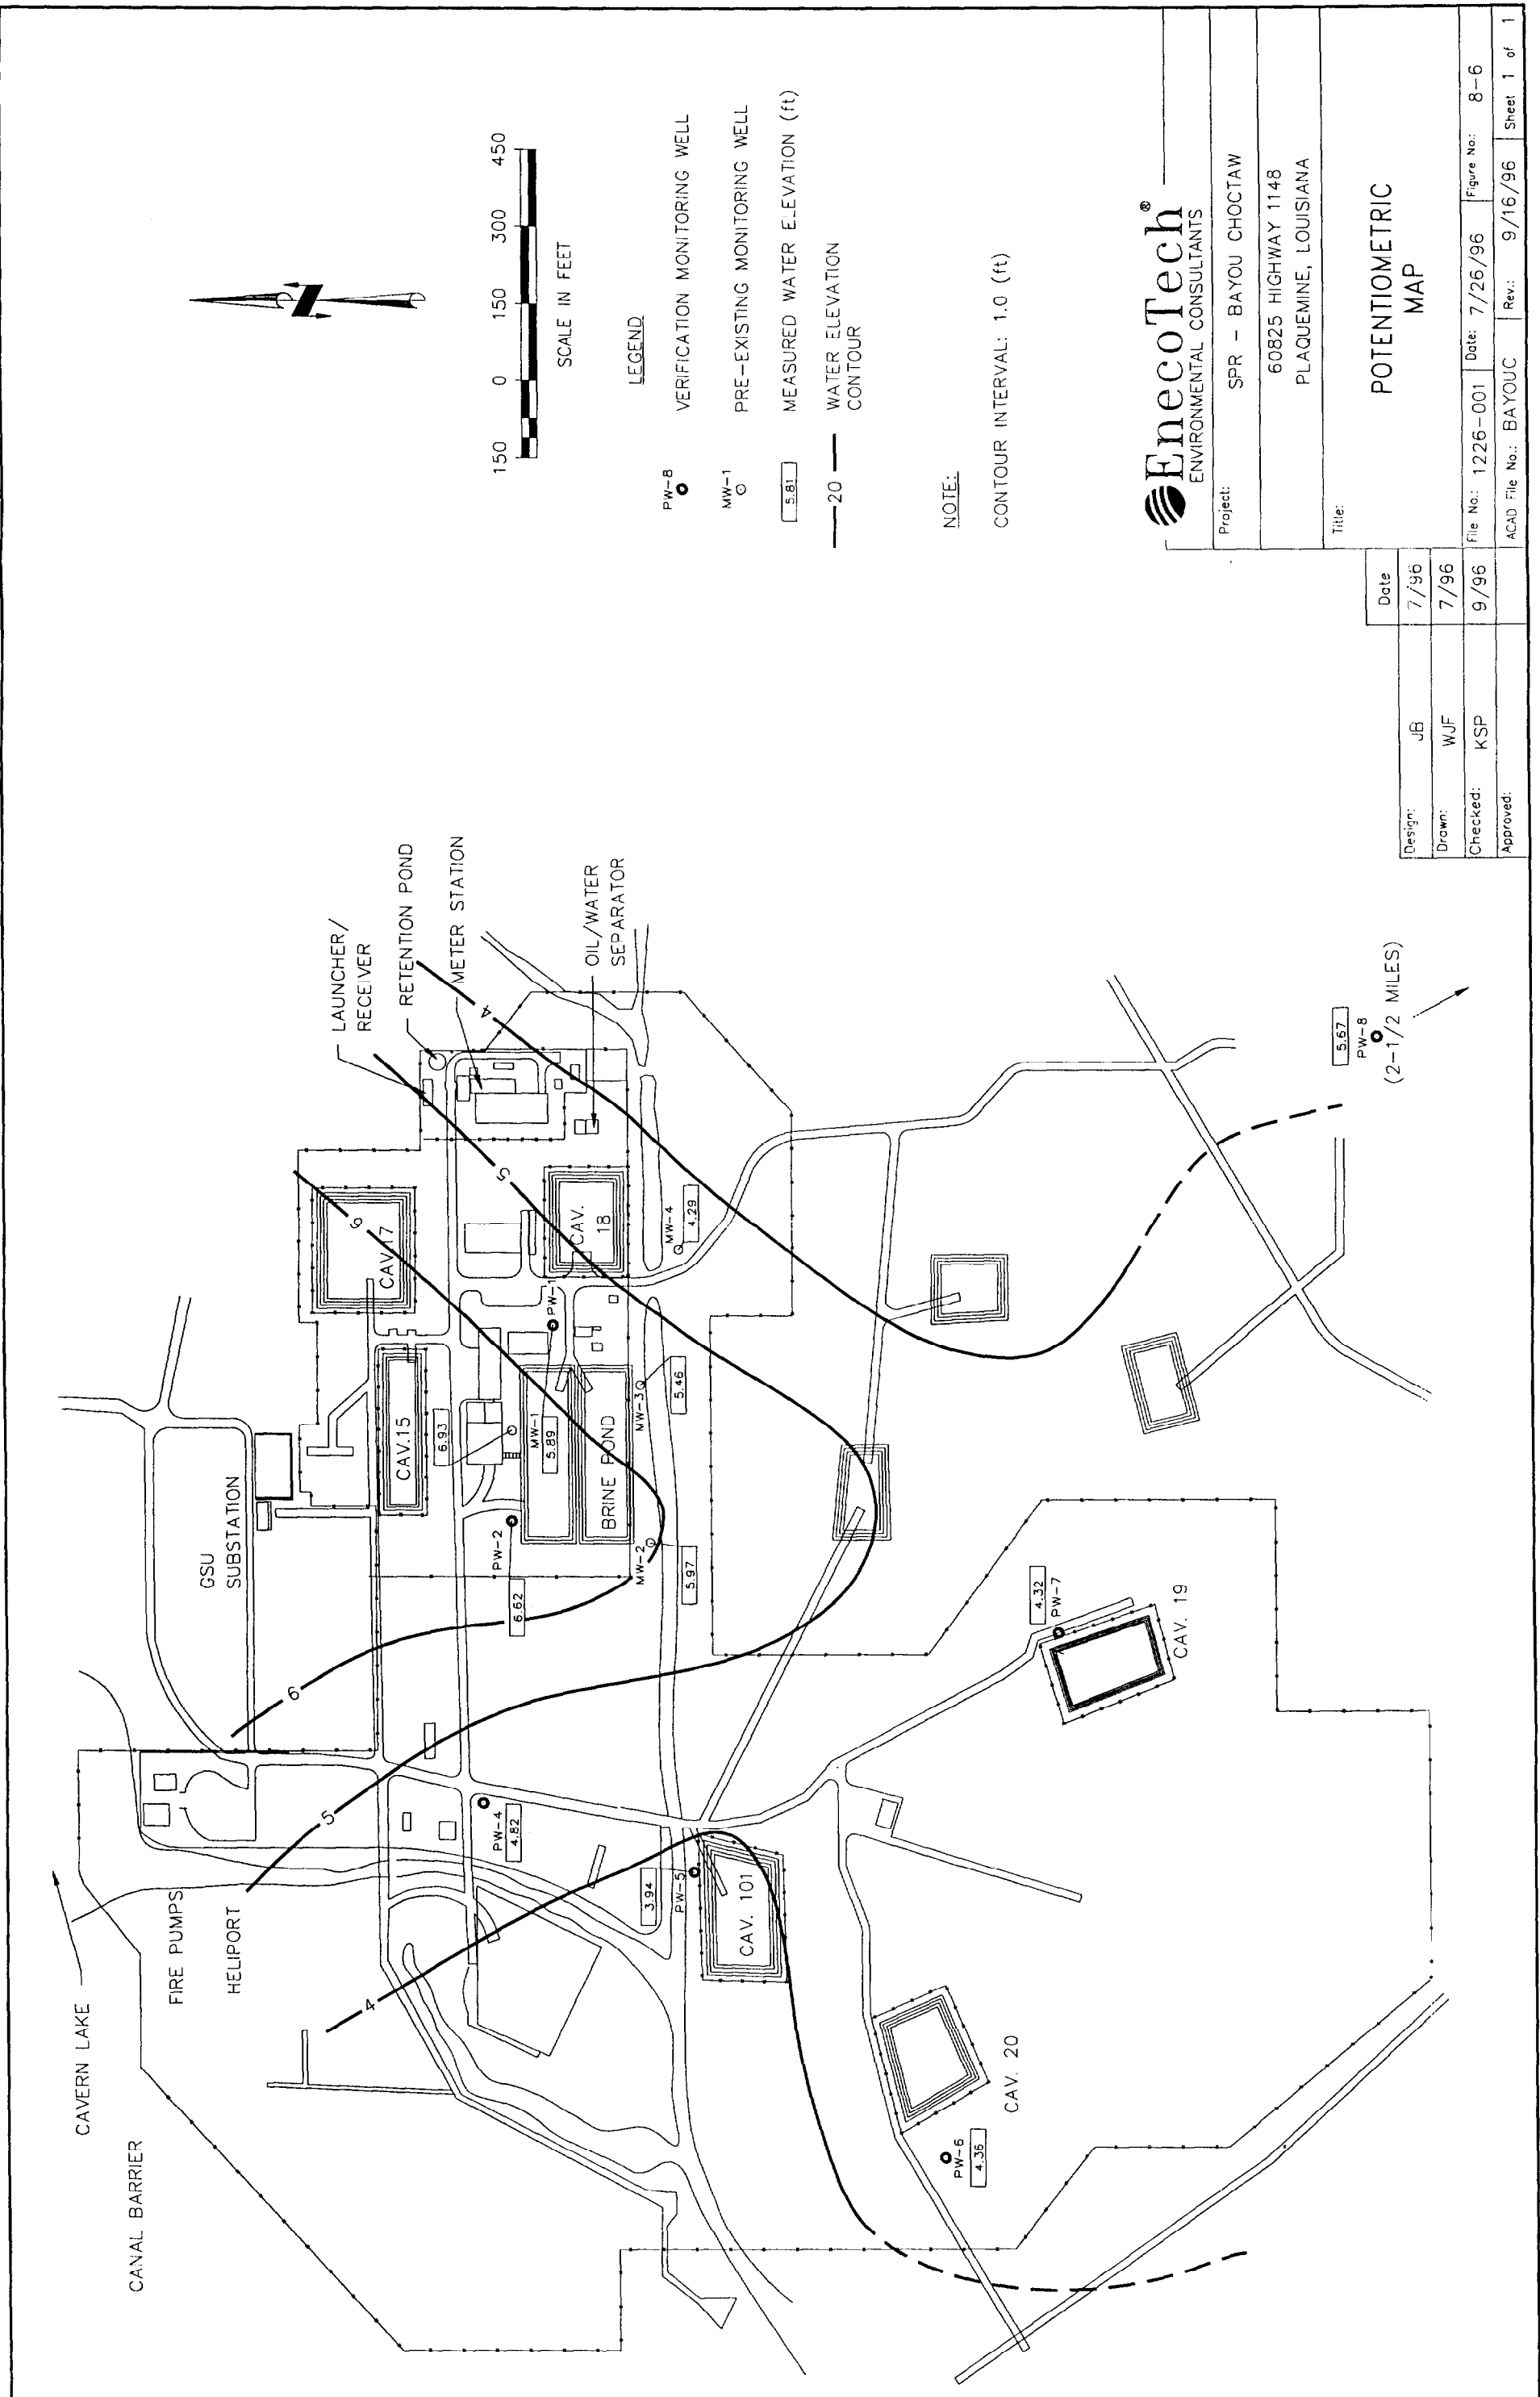 CAVERN LAKE
CANAL BARRIER
FIRE PUMPS
HELIPORT
GSU
SUBSTATION
LAUNCHER/
RECEIVER
RETENTION POND
METER STATION
OIL/WATER
SEPARATOR
CAV.17
CAV.15
CAV.
18
BRINE POND
CAV. 101
CAV. 20
CAV. 19
6.93
MW-1
5.89
PW-1
PW-2
6.62
MW-2
5.97
MW-3
5.46
MW-4
4.29
PW-4
4.82
3.94
PW-5
PW-6
4.36
4.32
PW-7
5.67
PW-8
(2-1/2 MILES)
4
5
6
6
5
4
150 0 150 300 450
SCALE IN FEET
LEGEND
PW-8
VERIFICATION MONITORING WELL
MW-1
PRE-EXISTING MONITORING WELL
5.81
MEASURED WATER ELEVATION (ft)
20
WATER ELEVATION
CONTOUR
NOTE:
CONTOUR INTERVAL: 1.0 (ft)
EnecoTech®
ENVIRONMENTAL CONSULTANTS
Project: SPR - BAYOU CHOCTAW
60825 HIGHWAY 1148
PLAQUEMINE, LOUISIANA
Title:
POTENTIOMETRIC
MAP
Date
Design: JB 7/96
Drawn: WJF 7/96
Checked: KSP 9/96
Approved:
File No.: 1226-001 Date: 7/26/96 Figure No.: 8-6
ACAD File No.: BAYOUC Rev.: 9/16/96 Sheet 1 of 1